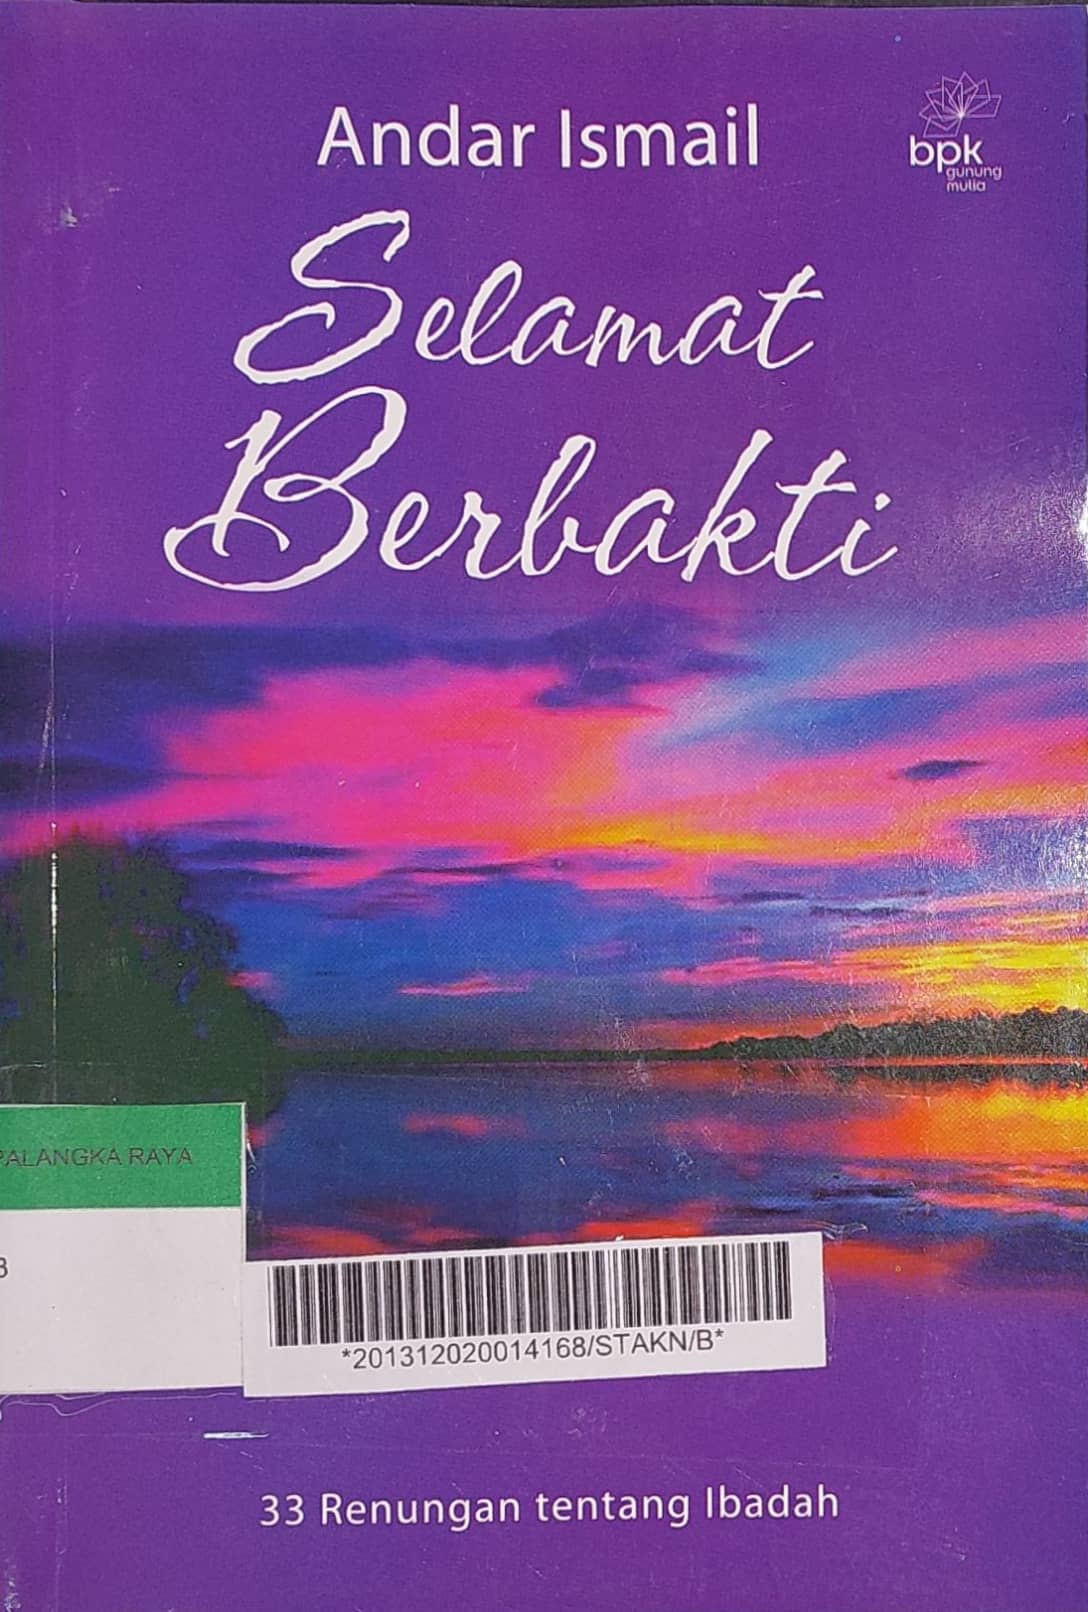 Andar Ismail
bpk
gunung
mulia
Selamat
Berbakti
PALANGKA RAYA
*201312020014168/STAKN/B*
33 Renungan tentang Ibadah